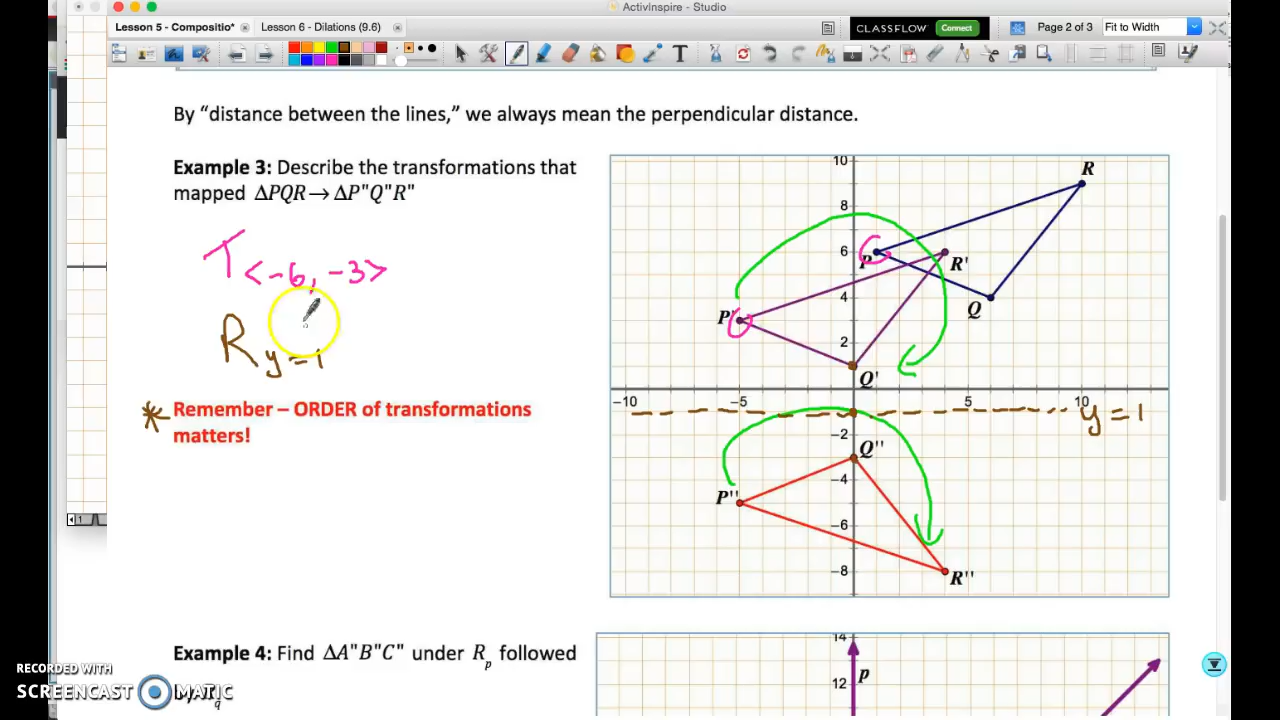 ActivInspire - Studio
Lesson 5 - Compositio*
Lesson 6 - Dilations (9.6)
CLASSFLOW Connect
Page 2 of 3
Fit to Width
By “distance between the lines,” we always mean the perpendicular distance.
Example 3: Describe the transformations that
mapped ΔPQR → ΔP"Q"R"
T<-6, -3>
R y=1
* Remember – ORDER of transformations
matters!
10
8
6
4
2
-10
-5
5
10
-2
-4
-6
-8
R
P
R'
Q
P'
Q'
y=1
Q''
P''
R''
1
Example 4: Find ΔA"B"C" under Rp followed
14
12
p
RECORDED WITH
SCREENCAST MATIC